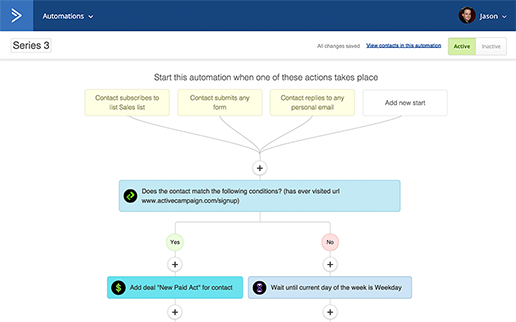 Automations
Jason
Series 3
All changes saved
View contacts in this automation
Active
Inactive
Start this automation when one of these actions takes place
Contact subscribes to
list Sales list
Contact submits any
form
Contact replies to any
personal email
Add new start
Does the contact match the following conditions? (has ever visited url
www.activecampaign.com/signup)
Yes
No
Add deal "New Paid Act" for contact
Wait until current day of the week is Weekday